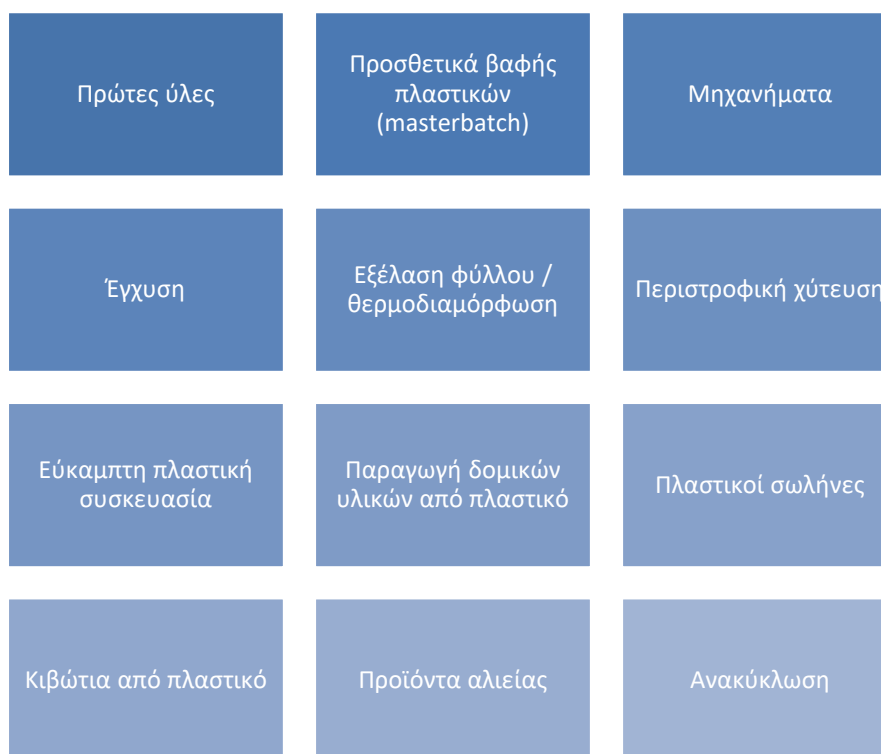 Πρώτες ύλες
Προσθετικά βαφής
πλαστικών
(masterbatch)
Μηχανήματα
Έγχυση
Εξέλαση φύλλου /
θερμοδιαμόρφωση
Περιστροφική χύτευση
Εύκαμπτη πλαστική
συσκευασία
Παραγωγή δομικών
υλικών από πλαστικό
Πλαστικοί σωλήνες
Κιβώτια από πλαστικό
Προϊόντα αλιείας
Ανακύκλωση